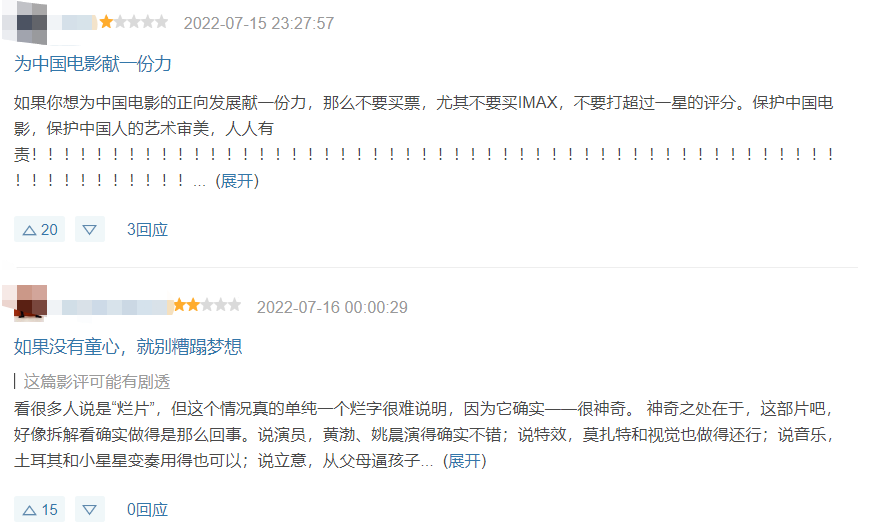 2022-07-15 23:27:57
为中国电影献一份力
如果你想为中国电影的正向发展献一份力，那么不要买票，尤其不要买IMAX，不要打超过一星的评分。保护中国电
影，保护中国人的艺术审美，人人有
责！！！！！！！！！！！！！！！！！！！！！！！！！！！！！！！！！！！！！！！！！！！！！！！！！！
！！！！！！！！！！！... (展开)
△ 20 ▽ 3回应
2022-07-16 00:00:29
如果没有童心，就别糟蹋梦想
这篇影评可能有剧透
看很多人说是“烂片”，但这个情况真的单纯一个烂字很难说明，因为它确实——很神奇。 神奇之处在于，这部片吧，
好像拆解看确实做得是那么回事。说演员，黄渤、姚晨演得确实不错；说特效，莫扎特和视觉也做得还行；说音乐，
土耳其和小星星变奏用得也可以；说立意，从父母逼孩子... (展开)
△ 15 ▽ 0回应